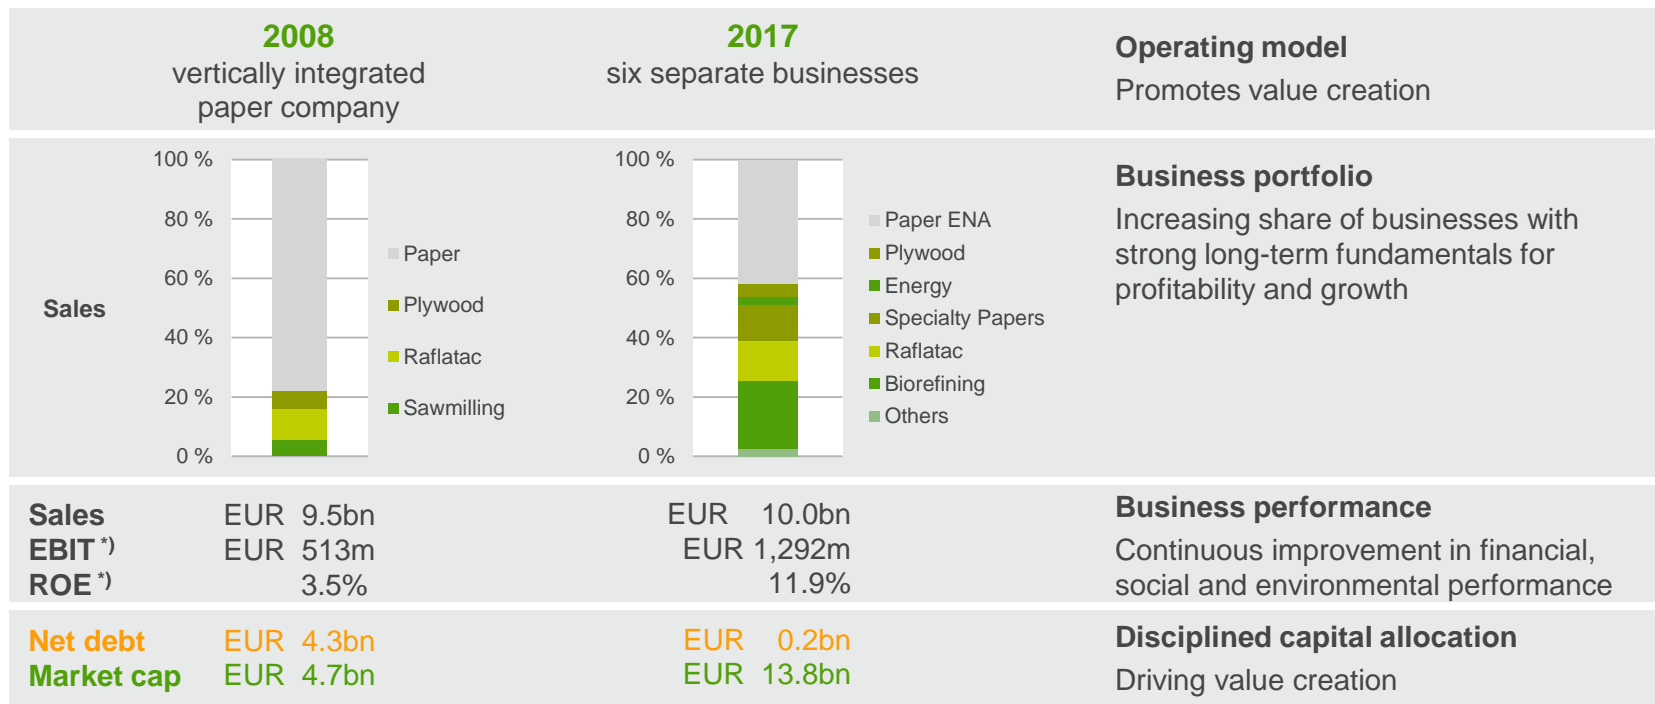 2008
vertically integrated
paper company
2017
six separate businesses
Operating model
Promotes value creation
Sales
100 %
80 %
60 %
40 %
20 %
0 %
Paper
Plywood
Raflatac
Sawmilling
100 %
80 %
60 %
40 %
20 %
0 %
Paper ENA
Plywood
Energy
Specialty Papers
Raflatac
Biorefining
Others
Business portfolio
Increasing share of businesses with
strong long-term fundamentals for
profitability and growth
Sales EUR 9.5bn EUR 10.0bn
EBIT *) EUR 513m EUR 1,292m
ROE *) 3.5% 11.9%
Business performance
Continuous improvement in financial,
social and environmental performance
Net debt EUR 4.3bn EUR 0.2bn
Market cap EUR 4.7bn EUR 13.8bn
Disciplined capital allocation
Driving value creation